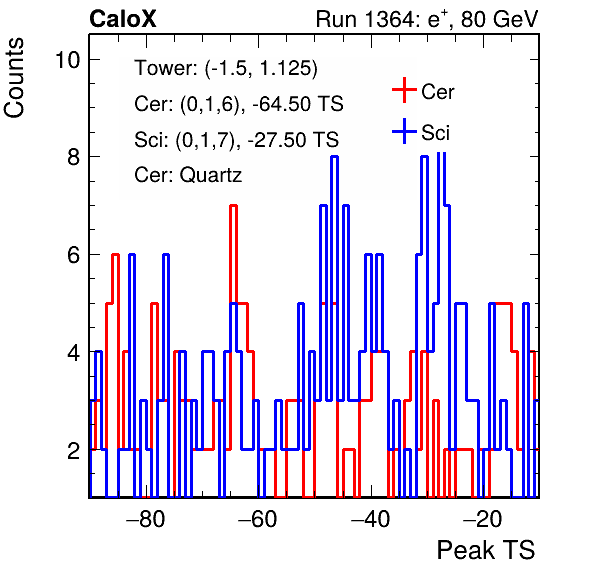 CaloX Run 1364: e+, 80 GeV
Counts
Tower: (-1.5, 1.125)
Cer: (0,1,6), -64.50 TS
Sci: (0,1,7), -27.50 TS
Cer: Quartz
Cer
Sci
10
8
6
4
2
−80 −60 −40 −20
Peak TS